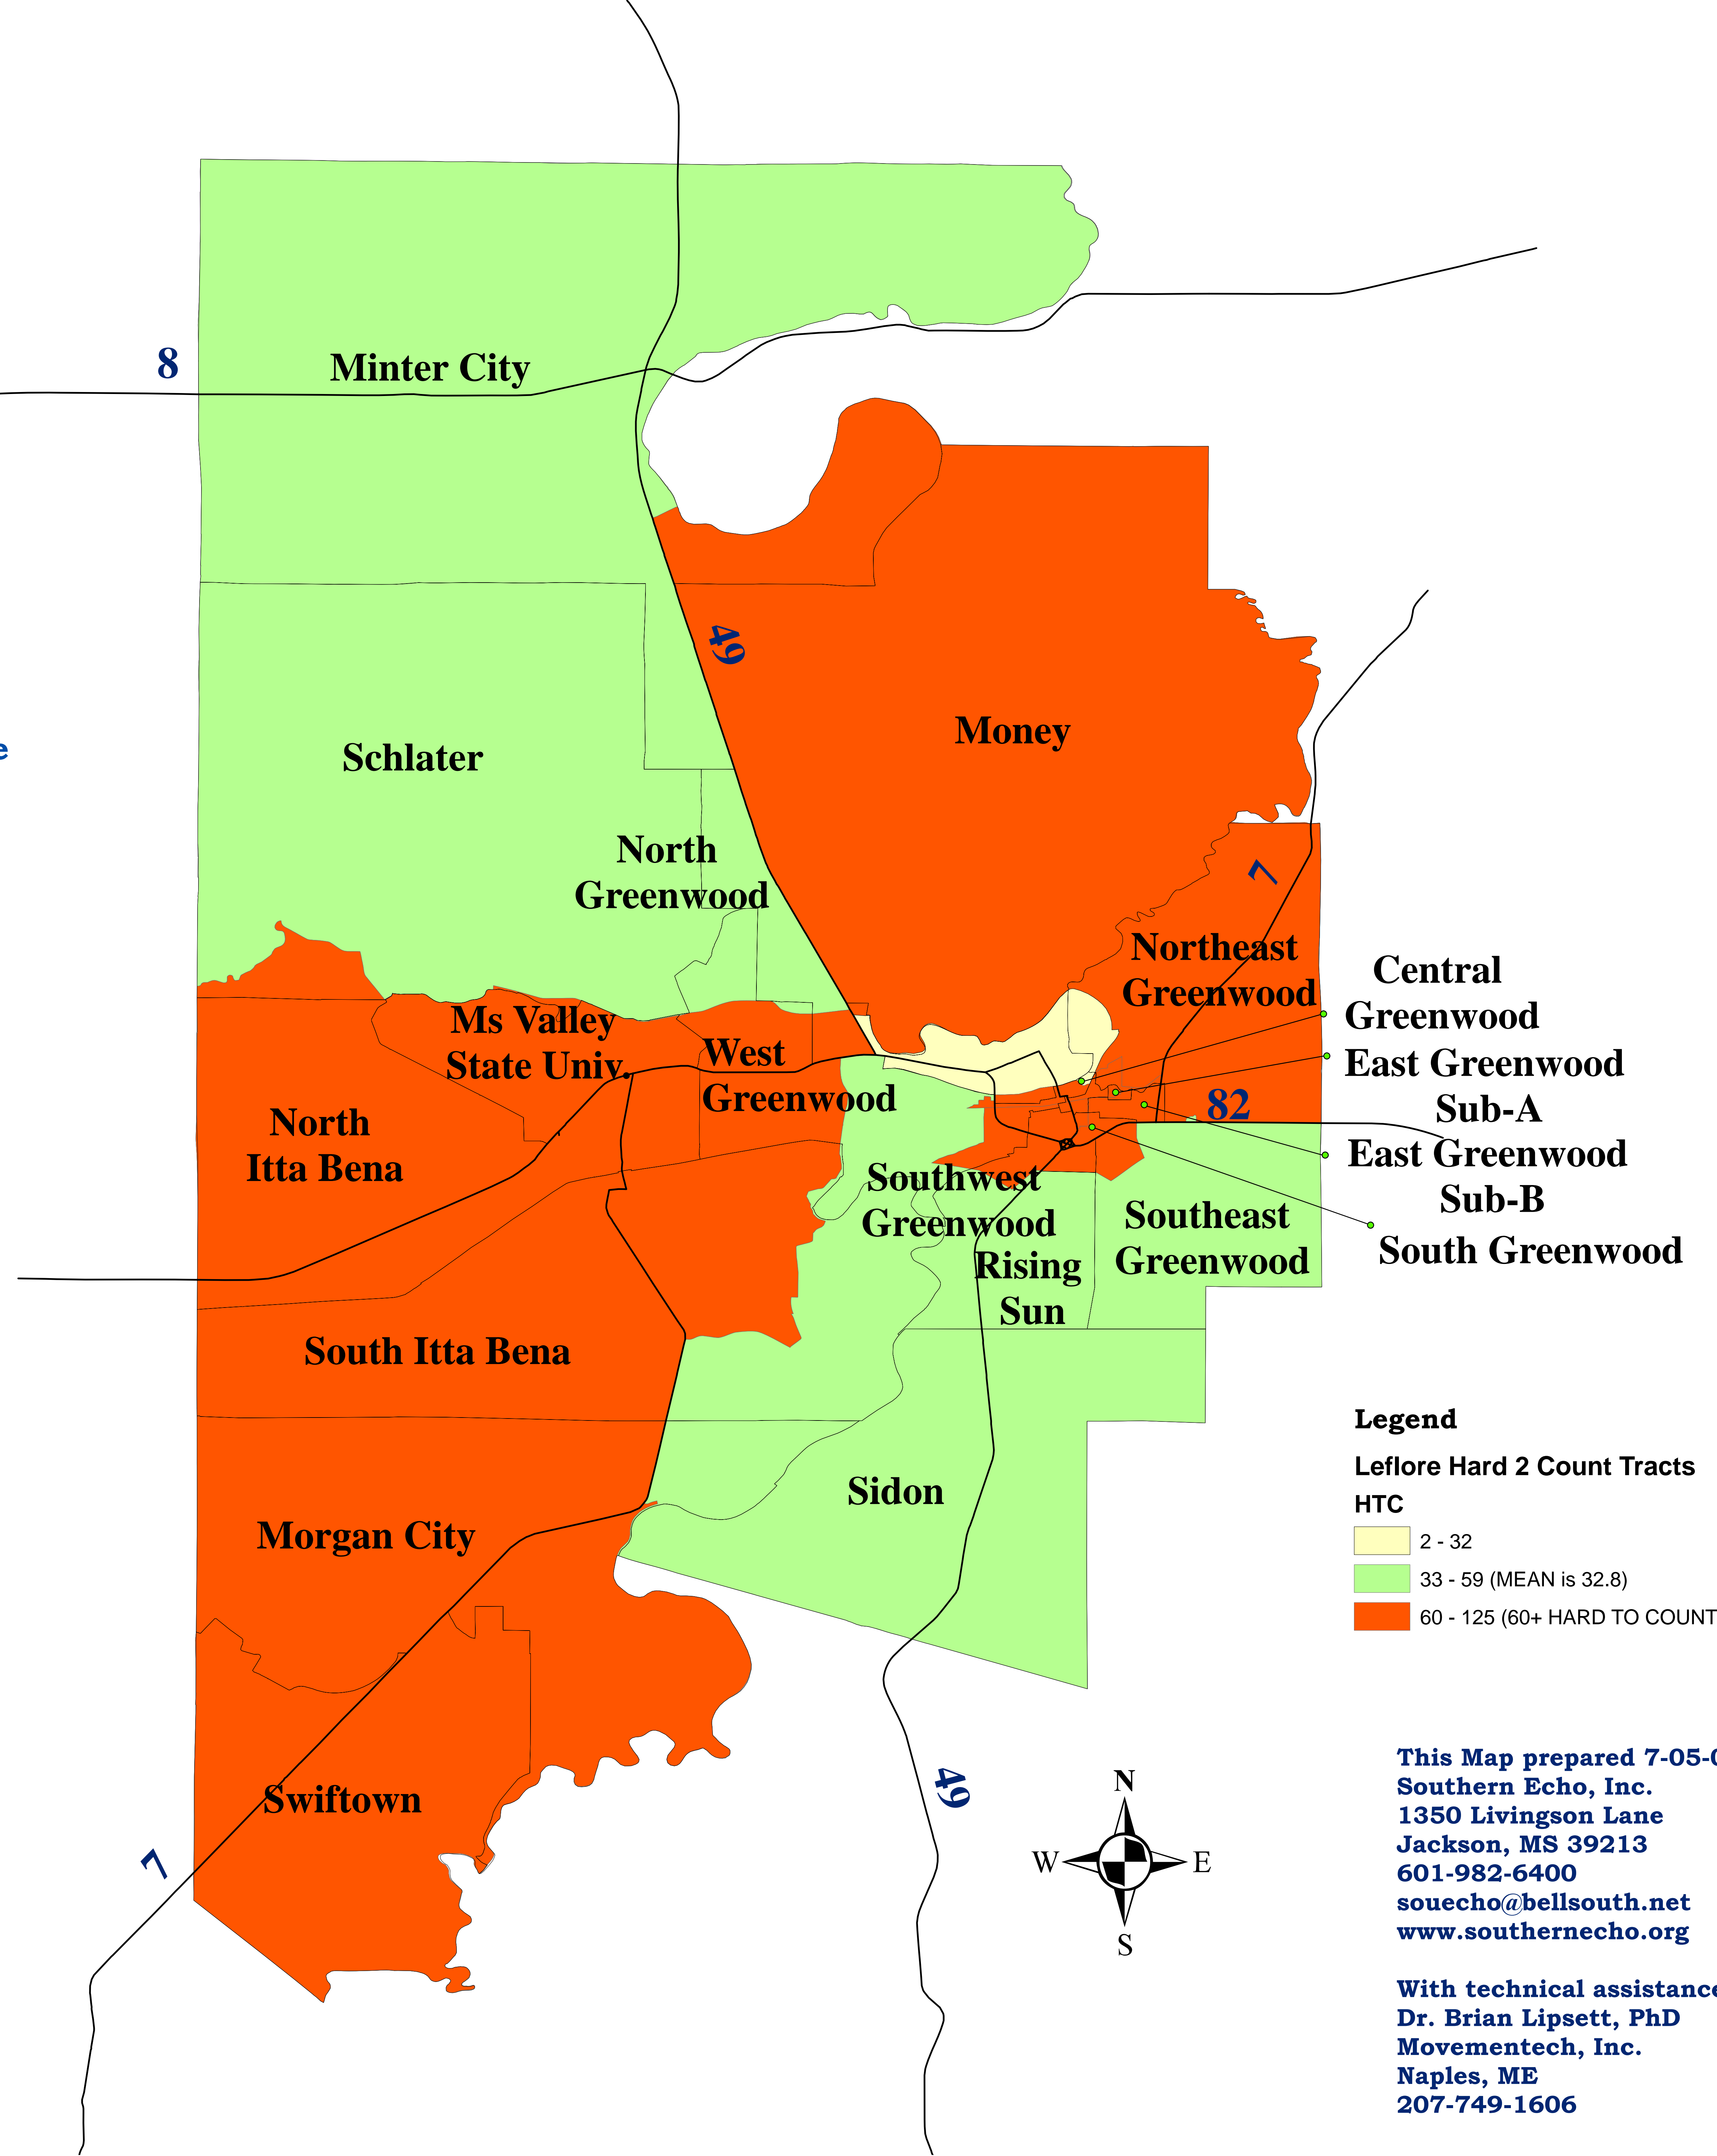 8
Minter City
49
e
Schlater
Money
North
Greenwood
7
Northeast
Greenwood
Central
Greenwood
Ms Valley
State Univ.
West
Greenwood
East Greenwood
Sub-A
82
North
Itta Bena
East Greenwood
Sub-B
Southwest
Greenwood
Southeast
Greenwood
South Greenwood
Rising
Sun
South Itta Bena
Sidon
Morgan City
Swiftown
7
49
N
W
E
S
Legend
Leflore Hard 2 Count Tracts
HTC
2 - 32
33 - 59 (MEAN is 32.8)
60 - 125 (60+ HARD TO COUNT
This Map prepared 7-05-0
Southern Echo, Inc.
1350 Livingson Lane
Jackson, MS 39213
601-982-6400
souecho@bellsouth.net
www.southernecho.org
With technical assistance
Dr. Brian Lipsett, PhD
Movementech, Inc.
Naples, ME
207-749-1606